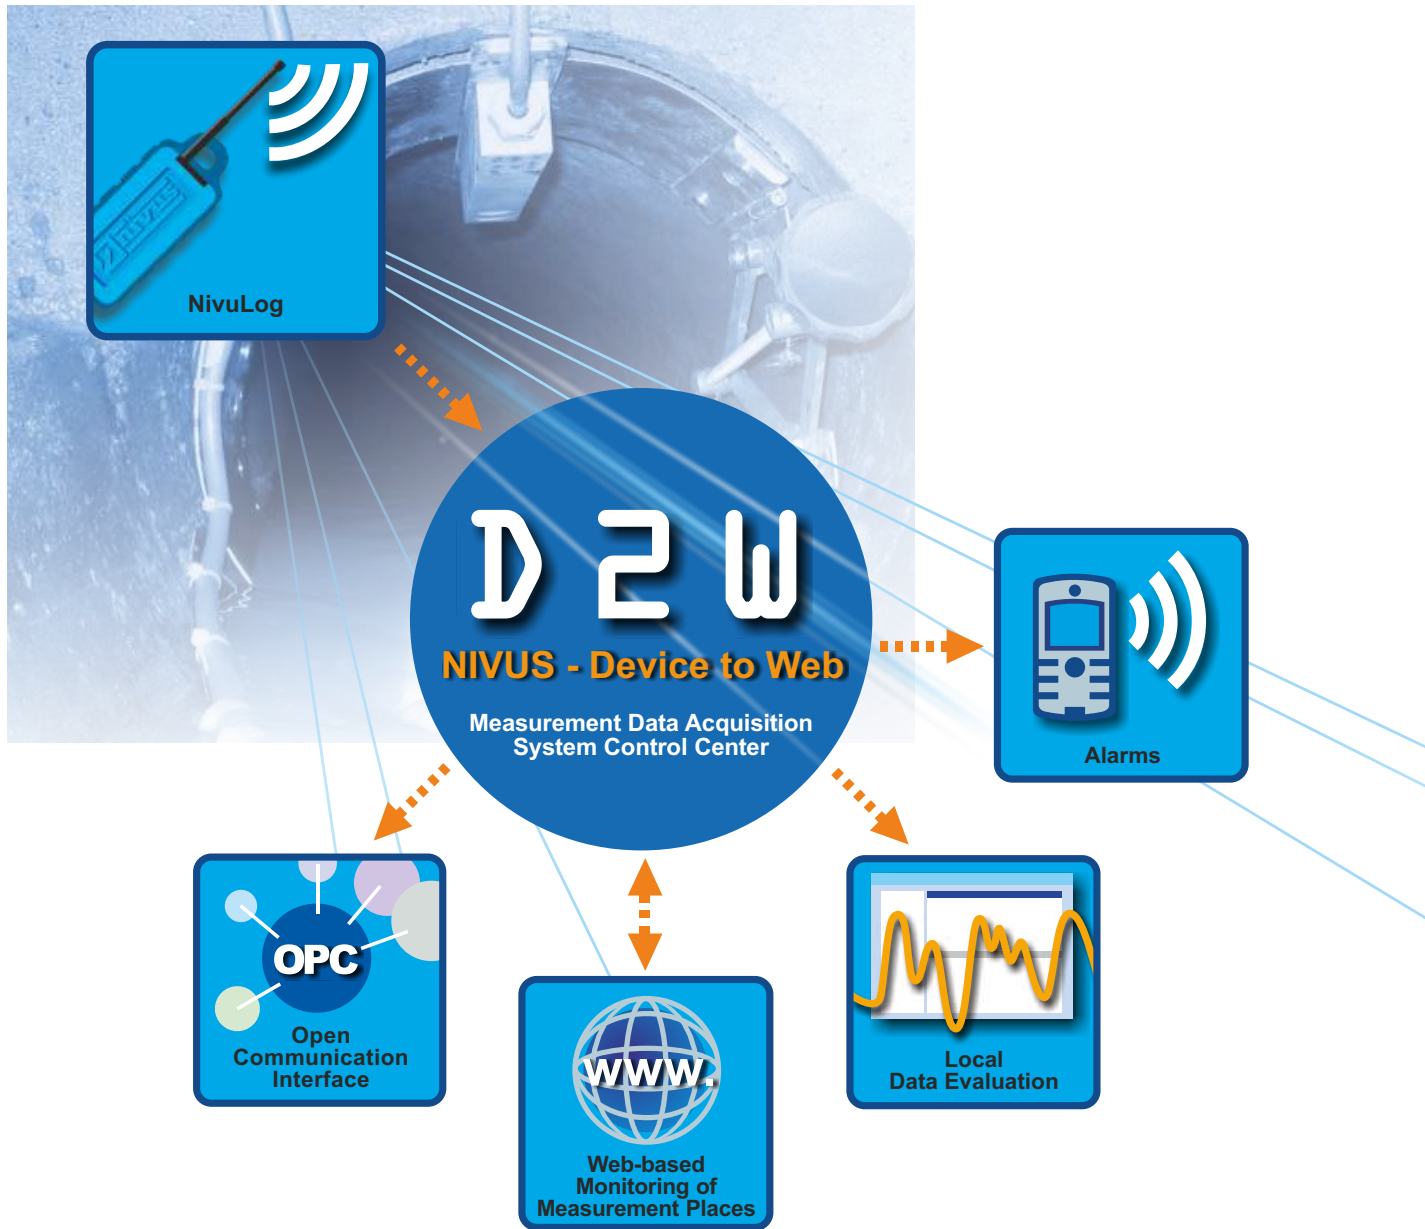 NIVUS
NivuLog
D2W
NIVUS - Device to Web
Measurement Data Acquisition
System Control Center
Alarms
OPC
Open
Communication
Interface
www.
Web-based
Monitoring of
Measurement Places
Local
Data Evaluation